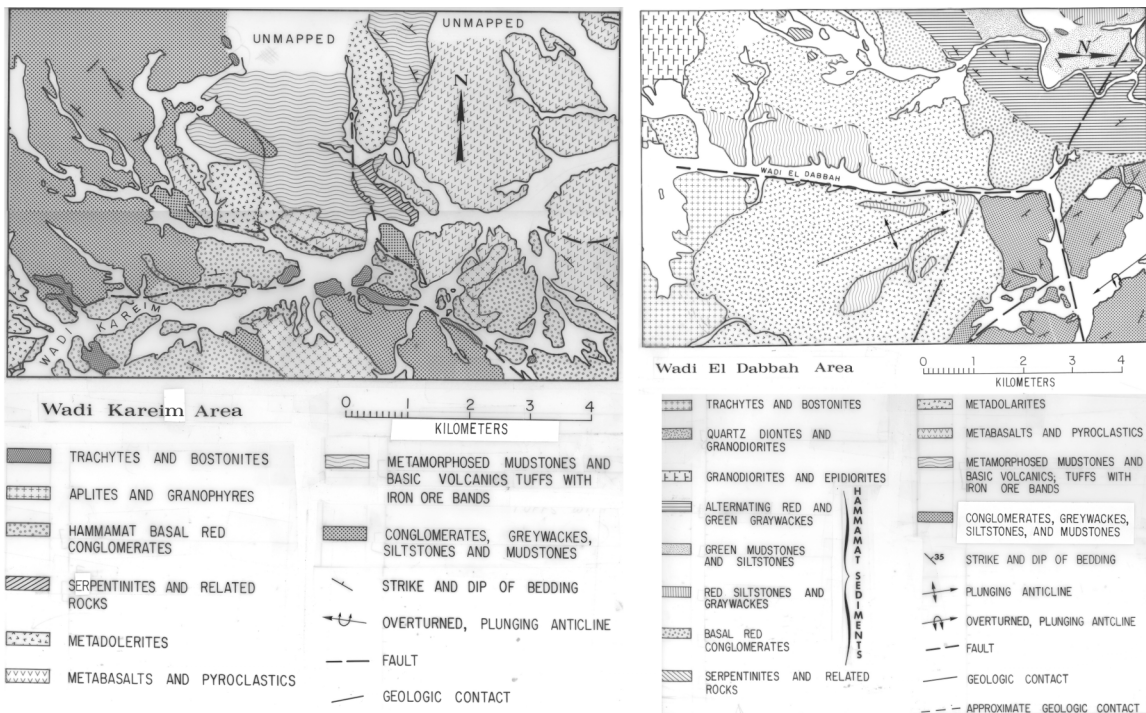 UNMAPPED
UNMAPPED
N
WADI KAREIM
Wadi Kareim Area
0 1 2 3 4
KILOMETERS
TRACHYTES AND BOSTONITES
APLITES AND GRANOPHYRES
HAMMAMAT BASAL RED
CONGLOMERATES
SERPENTINITES AND RELATED
ROCKS
METADOLERITES
METABASALTS AND PYROCLASTICS
METAMORPHOSED MUDSTONES AND
BASIC VOLCANICS TUFFS WITH
IRON ORE BANDS
CONGLOMERATES, GREYWACKES,
SILTSTONES AND MUDSTONES
STRIKE AND DIP OF BEDDING
OVERTURNED, PLUNGING ANTICLINE
FAULT
GEOLOGIC CONTACT
N
WADI EL DABBAH
Wadi El Dabbah Area
0 1 2 3 4
KILOMETERS
TRACHYTES AND BOSTONITES
QUARTZ DIONTES AND
GRANODIORITES
GRANODIORITES AND EPIDIORITES
ALTERNATING RED AND
GREEN GRAYWACKES
GREEN MUDSTONES
AND SILTSTONES
RED SILTSTONES AND
GRAYWACKES
BASAL RED
CONGLOMERATES
SERPENTINITES AND RELATED
ROCKS
HAMMAMAT SEDIMENTS
METADOLARITES
METABASALTS AND PYROCLASTICS
METAMORPHOSED MUDSTONES AND
BASIC VOLCANICS; TUFFS WITH
IRON ORE BANDS
CONGLOMERATES, GREYWACKES,
SILTSTONES, AND MUDSTONES
35
STRIKE AND DIP OF BEDDING
PLUNGING ANTICLINE
OVERTURNED, PLUNGING ANTCLINE
FAULT
GEOLOGIC CONTACT
APPROXIMATE GEOLOGIC CONTACT